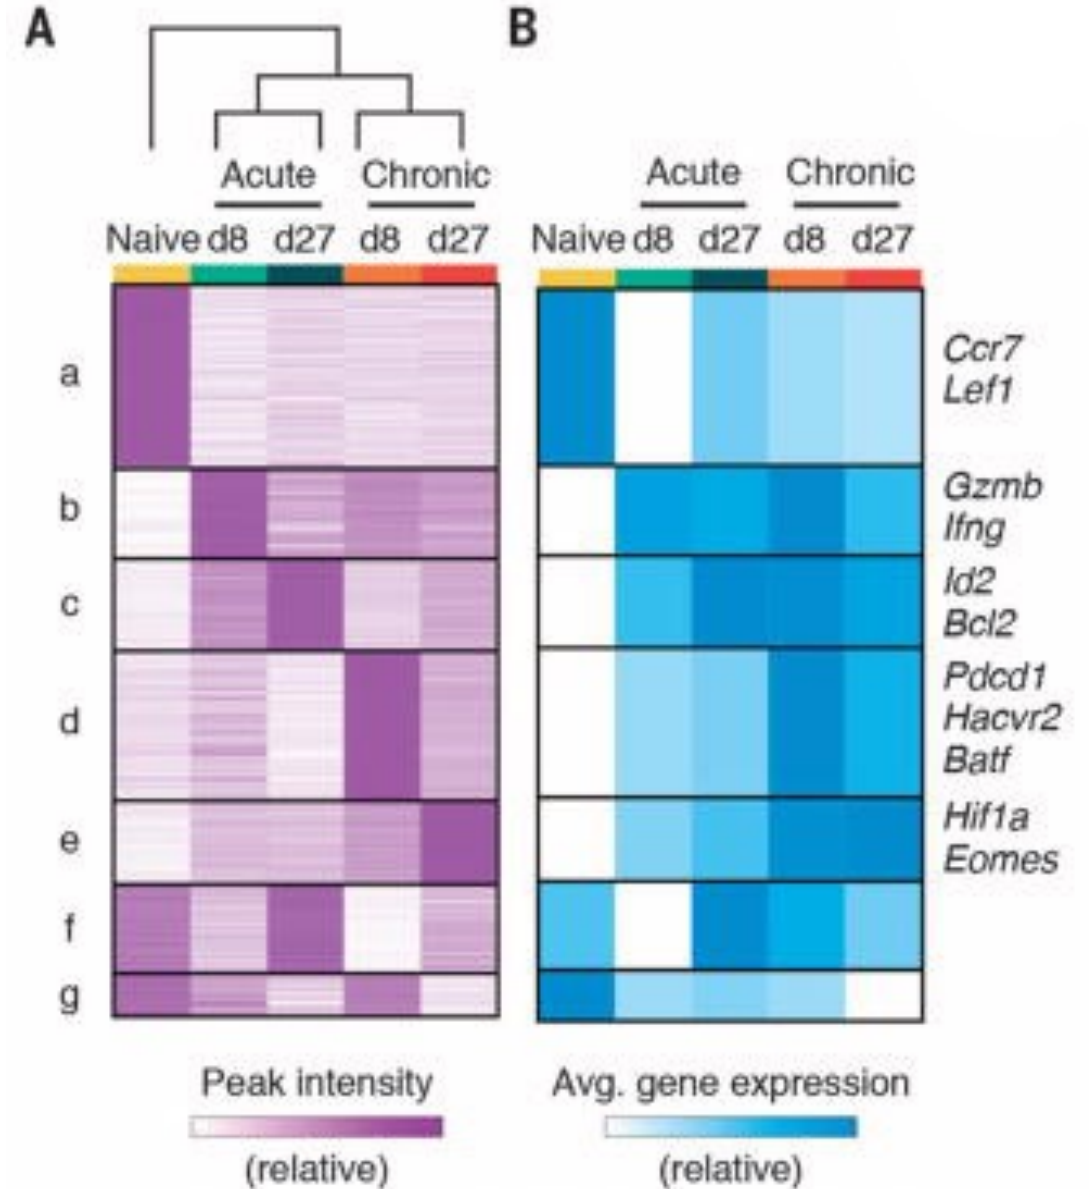 A
B
Acute Chronic
Naive d8 d27 d8 d27
Acute Chronic
Naive d8 d27 d8 d27
a
b
c
d
e
f
g
Ccr7
Lef1
Gzmb
Ifng
Id2
Bcl2
Pdcd1
Hacvr2
Batf
Hif1a
Eomes
Peak intensity
(relative)
Avg. gene expression
(relative)